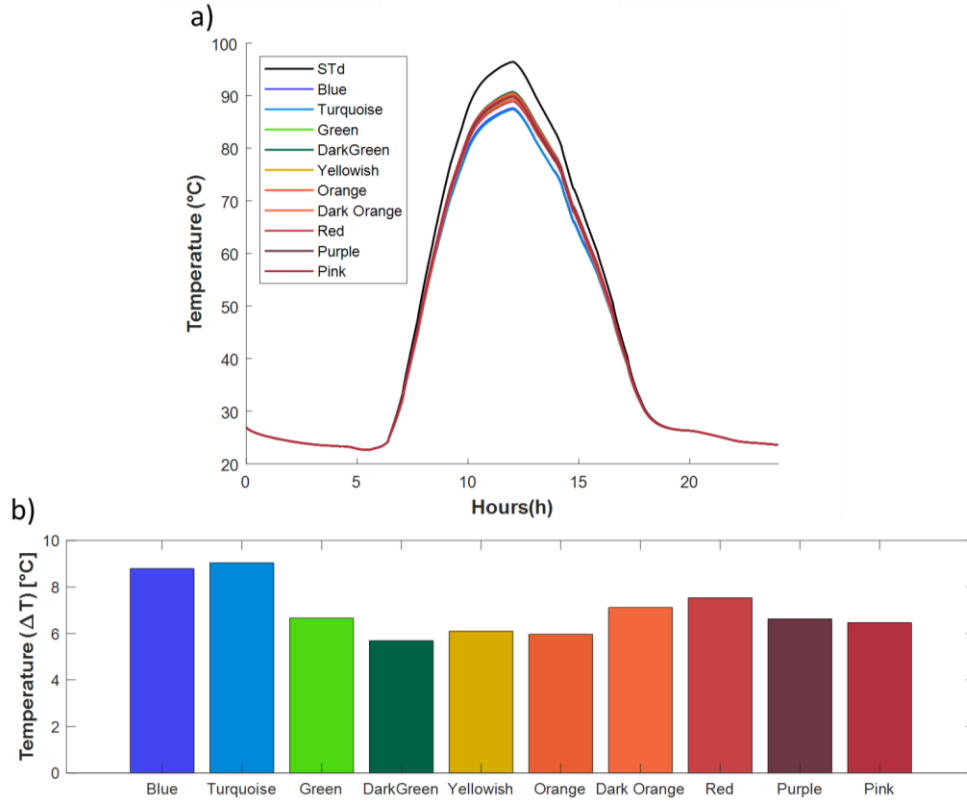 a)
Temperature (°C)
100
90
80
70
60
50
40
30
20
STd
Blue
Turquoise
Green
DarkGreen
Yellowish
Orange
Dark Orange
Red
Purple
Pink
0 5 10 15 20
Hours(h)
b)
Temperature (Δ T) [°C]
10
8
6
4
2
0
Blue Turquoise Green DarkGreen Yellowish Orange Dark Orange Red Purple Pink